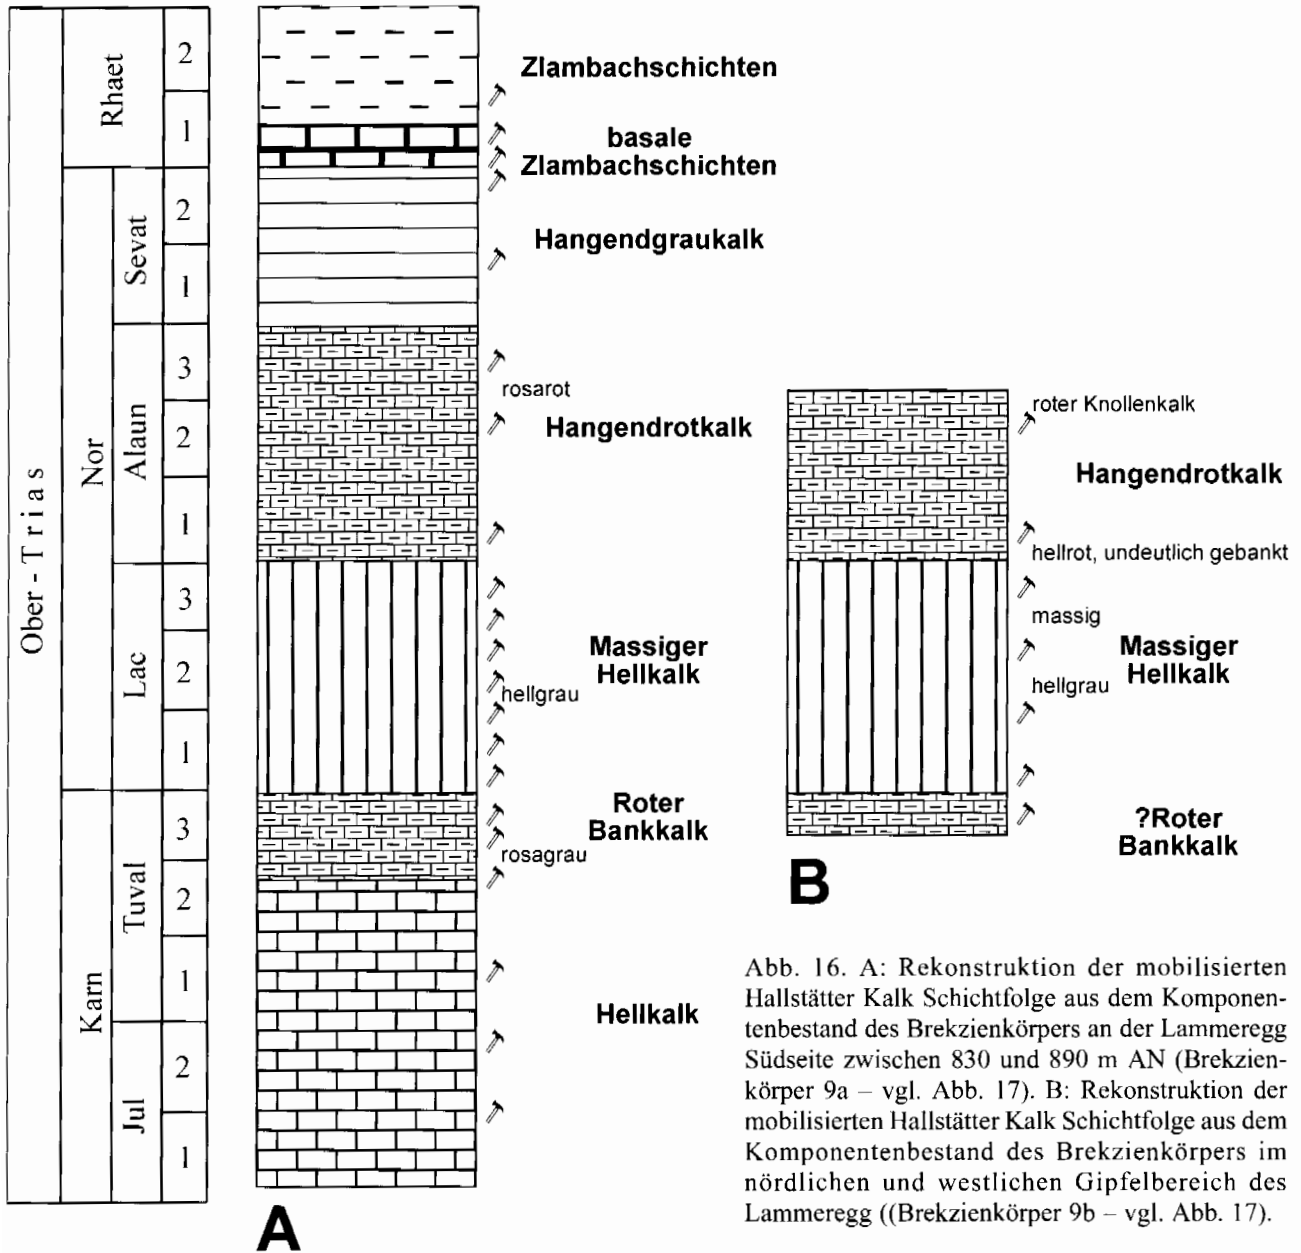 Ober - Trias
Rhaet
2
1
Nor
Sevat
2
1
Alaun
3
2
1
Lac
3
2
1
Karn
Tuval
3
2
1
Jul
2
1
Zlambachschichten
basale
Zlambachschichten
Hangendgraukalk
rosarot
Hangendrotkalk
Massiger
Hellkalk
hellgrau
Roter
Bankkalk
rosagrau
Hellkalk
A
roter Knollenkalk
Hangendrotkalk
hellrot, undeutlich gebankt
massig
Massiger
Hellkalk
hellgrau
?Roter
Bankkalk
B
Abb. 16. A: Rekonstruktion der mobilisierten
Hallstätter Kalk Schichtfolge aus dem Komponen-
tenbestand des Brekzienkörpers an der Lammeregg
Südseite zwischen 830 und 890 m AN (Brekzien-
körper 9a – vgl. Abb. 17). B: Rekonstruktion der
mobilisierten Hallstätter Kalk Schichtfolge aus dem
Komponentenbestand des Brekzienkörpers im
nördlichen und westlichen Gipfelbereich des
Lammeregg ((Brekzienkörper 9b – vgl. Abb. 17).